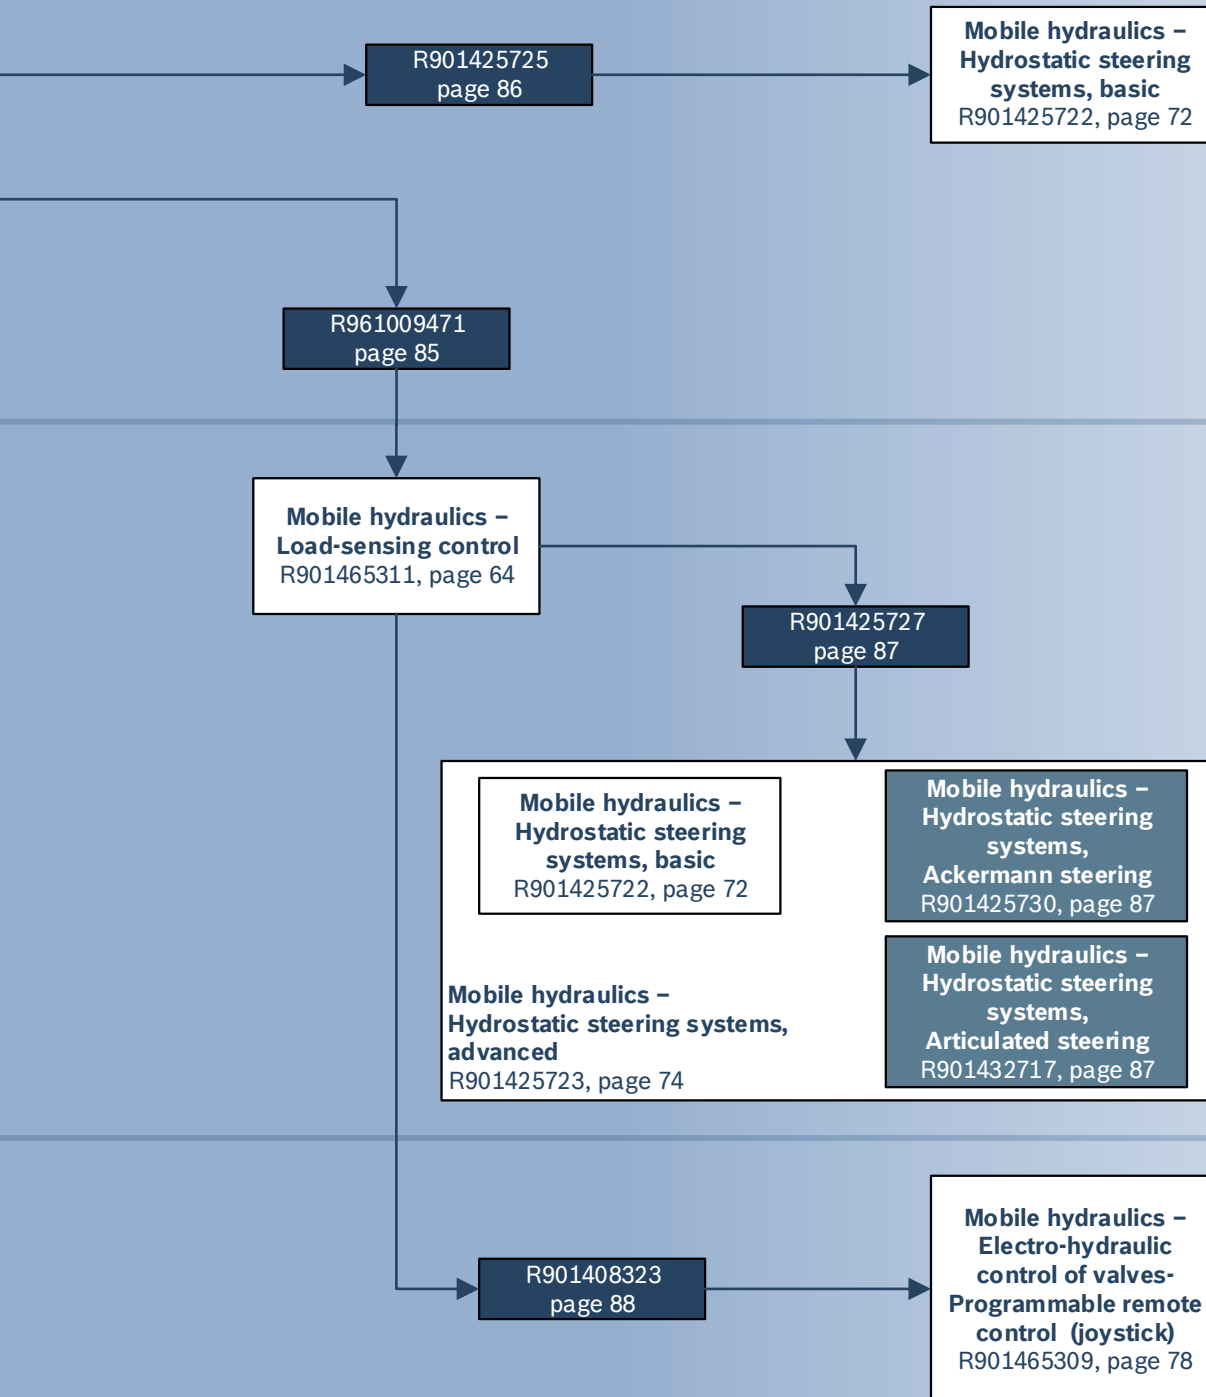 R901425725
page 86
Mobile hydraulics –
Hydrostatic steering
systems, basic
R901425722, page 72
R961009471
page 85
Mobile hydraulics –
Load-sensing control
R901465311, page 64
R901425727
page 87
Mobile hydraulics –
Hydrostatic steering
systems, basic
R901425722, page 72
Mobile hydraulics –
Hydrostatic steering
systems,
Ackermann steering
R901425730, page 87
Mobile hydraulics –
Hydrostatic steering
systems,
Articulated steering
R901432717, page 87
Mobile hydraulics –
Hydrostatic steering systems,
advanced
R901425723, page 74
R901408323
page 88
Mobile hydraulics –
Electro-hydraulic
control of valves-
Programmable remote
control (joystick)
R901465309, page 78